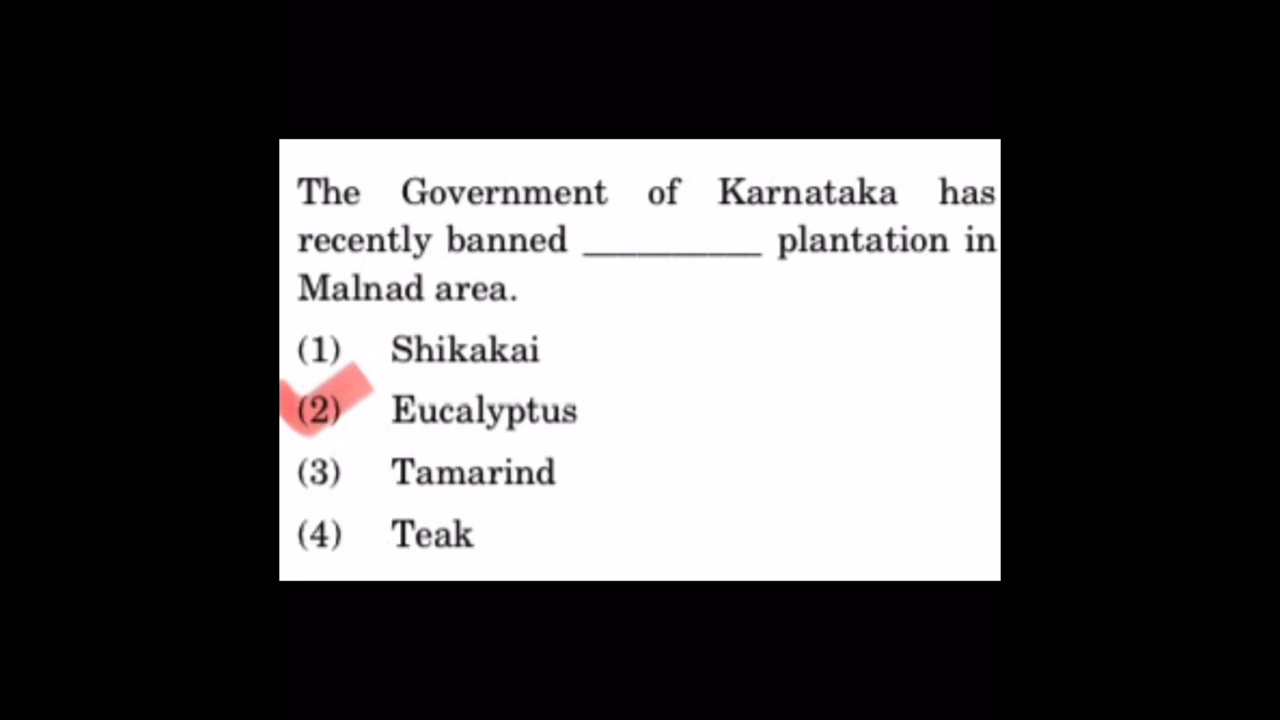 The Government of Karnataka has
recently banned __________ plantation in
Malnad area.
(1) Shikakai
(2) Eucalyptus
(3) Tamarind
(4) Teak